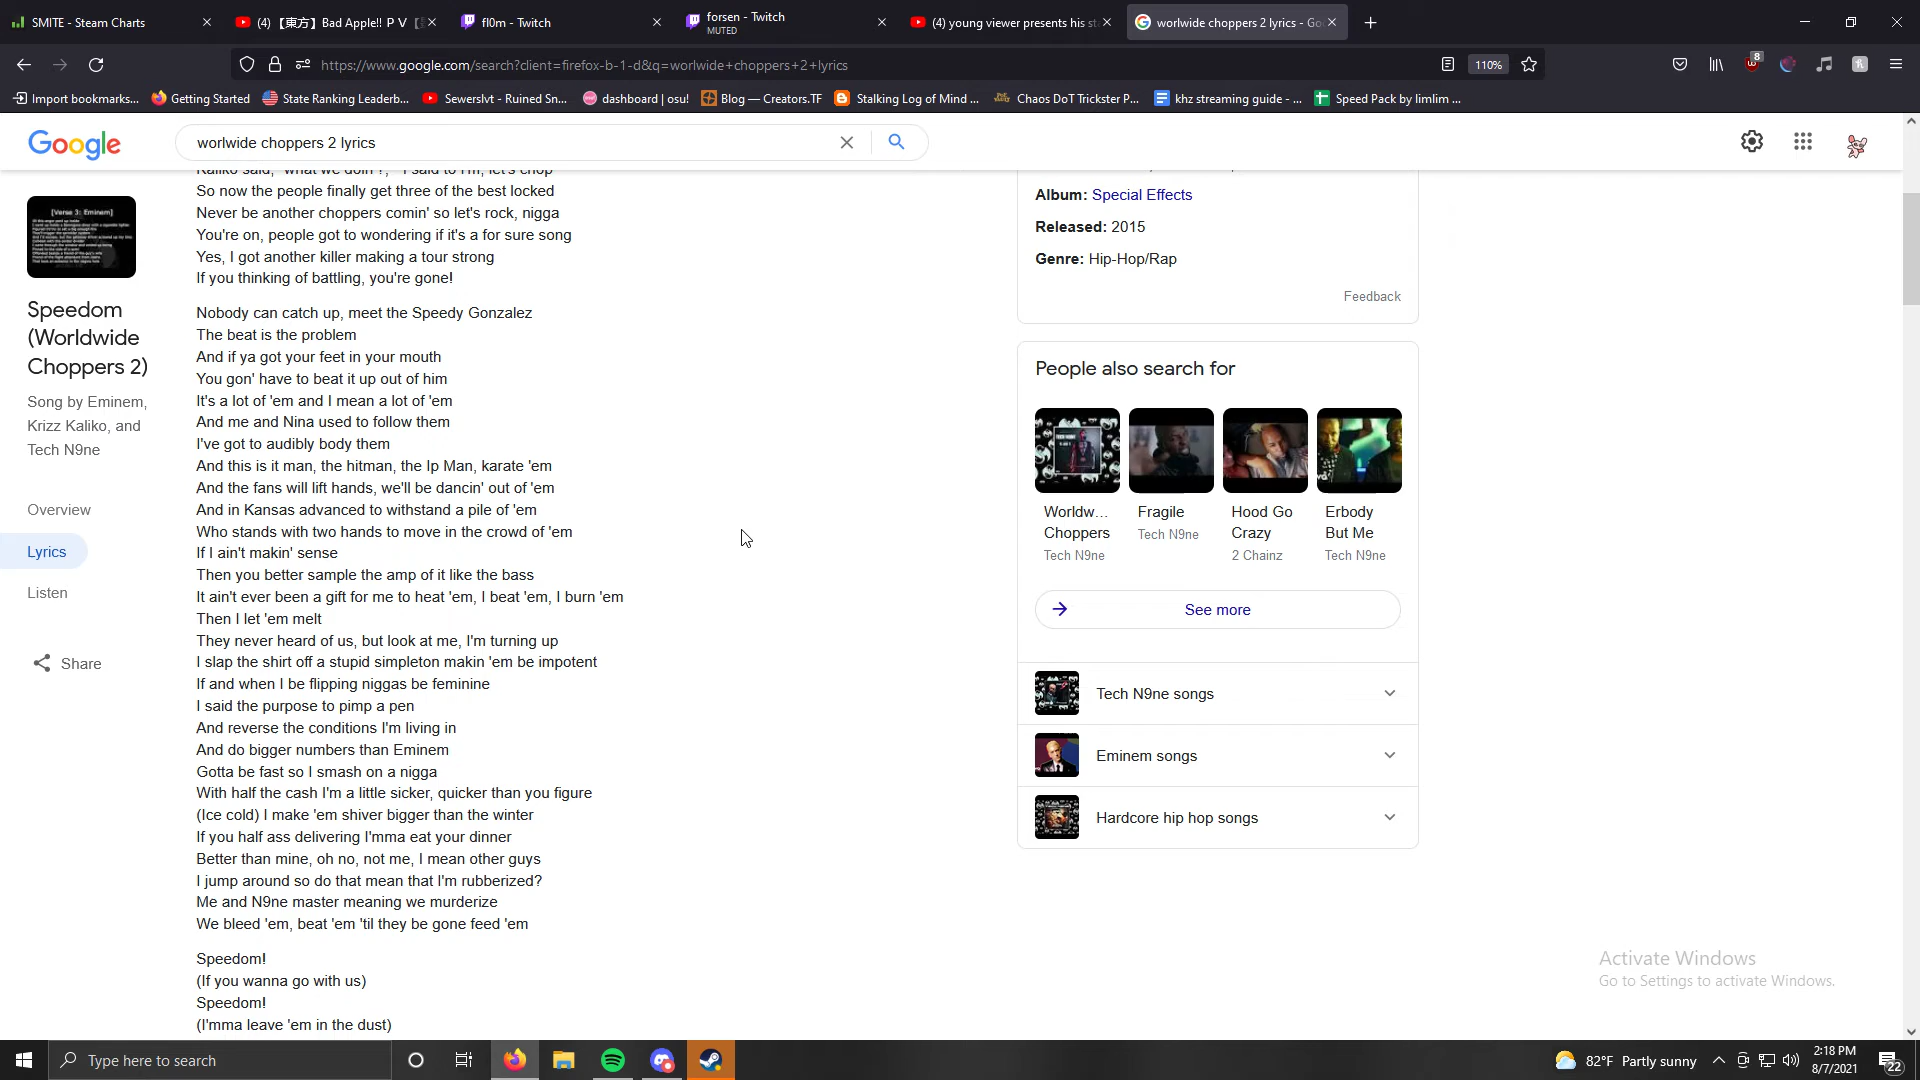 SMITE - Steam Charts
(4) 【東方】Bad Apple!! P V
fl0m - Twitch
forsen - Twitch
MUTED
(4) young viewer presents his st
worlwide choppers 2 lyrics - Go
https://www.google.com/search?client=firefox-b-1-d&q=worlwide+choppers+2+lyrics
110%
8
Import bookmarks...
Getting Started
State Ranking Leaderb...
Sewerslvt - Ruined Sn...
dashboard | osu!
Blog — Creators.TF
Stalking Log of Mind ...
Chaos DoT Trickster P...
khz streaming guide - ...
Speed Pack by limlim ...
Google
worlwide choppers 2 lyrics
Kaliko said, "what we doin'?," I said to I'm, let's chop
So now the people finally get three of the best locked
Never be another choppers comin' so let's rock, nigga
You're on, people got to wondering if it's a for sure song
Yes, I got another killer making a tour strong
If you thinking of battling, you're gone!
Nobody can catch up, meet the Speedy Gonzalez
The beat is the problem
And if ya got your feet in your mouth
You gon' have to beat it up out of him
It's a lot of 'em and I mean a lot of 'em
And me and Nina used to follow them
I've got to audibly body them
And this is it man, the hitman, the Ip Man, karate 'em
And the fans will lift hands, we'll be dancin' out of 'em
And in Kansas advanced to withstand a pile of 'em
Who stands with two hands to move in the crowd of 'em
If I ain't makin' sense
Then you better sample the amp of it like the bass
It ain't ever been a gift for me to heat 'em, I beat 'em, I burn 'em
Then I let 'em melt
They never heard of us, but look at me, I'm turning up
I slap the shirt off a stupid simpleton makin 'em be impotent
If and when I be flipping niggas be feminine
I said the purpose to pimp a pen
And reverse the conditions I'm living in
And do bigger numbers than Eminem
Gotta be fast so I smash on a nigga
With half the cash I'm a little sicker, quicker than you figure
(Ice cold) I make 'em shiver bigger than the winter
If you half ass delivering I'mma eat your dinner
Better than mine, oh no, not me, I mean other guys
I jump around so do that mean that I'm rubberized?
Me and N9ne master meaning we murderize
We bleed 'em, beat 'em 'til they be gone feed 'em
Speedom!
(If you wanna go with us)
Speedom!
(I'mma leave 'em in the dust)
[Verse 3: Eminem]
Speedom
(Worldwide
Choppers 2)
Song by Eminem,
Krizz Kaliko, and
Tech N9ne
Overview
Lyrics
Listen
Share
Album: Special Effects
Released: 2015
Genre: Hip-Hop/Rap
Feedback
People also search for
Worldw...
Choppers
Tech N9ne
Fragile
Tech N9ne
Hood Go
Crazy
2 Chainz
Erbody
But Me
Tech N9ne
See more
Tech N9ne songs
Eminem songs
Hardcore hip hop songs
Activate Windows
Go to Settings to activate Windows.
Type here to search
82°F Partly sunny
2:18 PM
8/7/2021
22